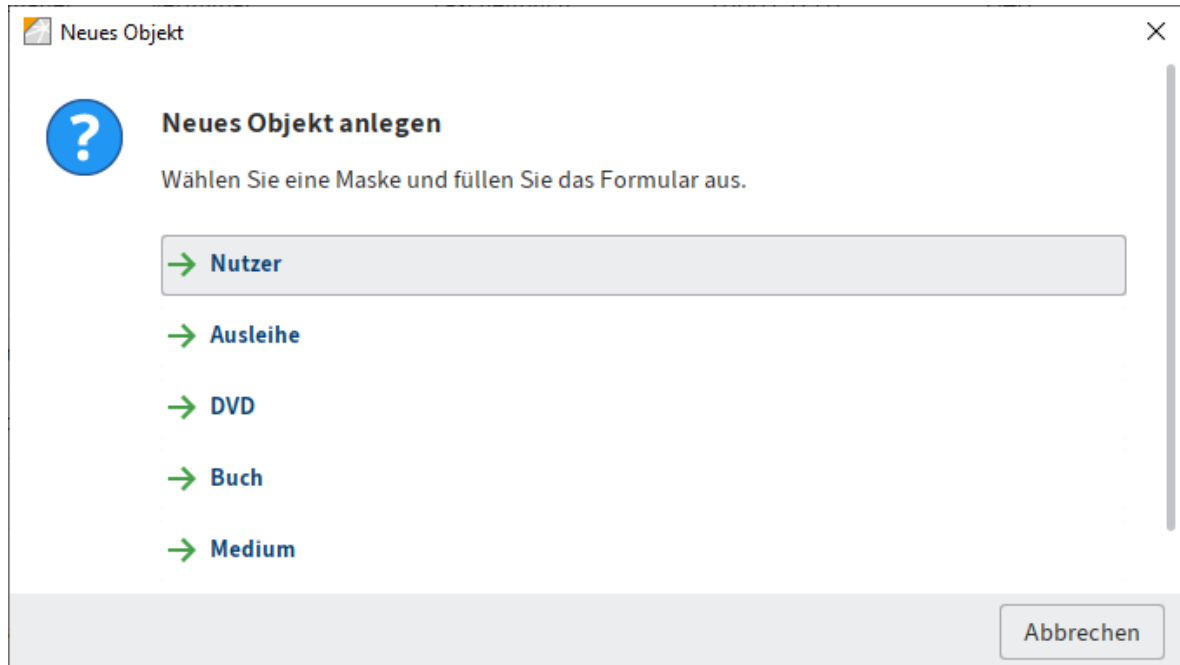 Neues Objekt
Neues Objekt anlegen
Wählen Sie eine Maske und füllen Sie das Formular aus.
Nutzer
Ausleihe
DVD
Buch
Medium
Abbrechen